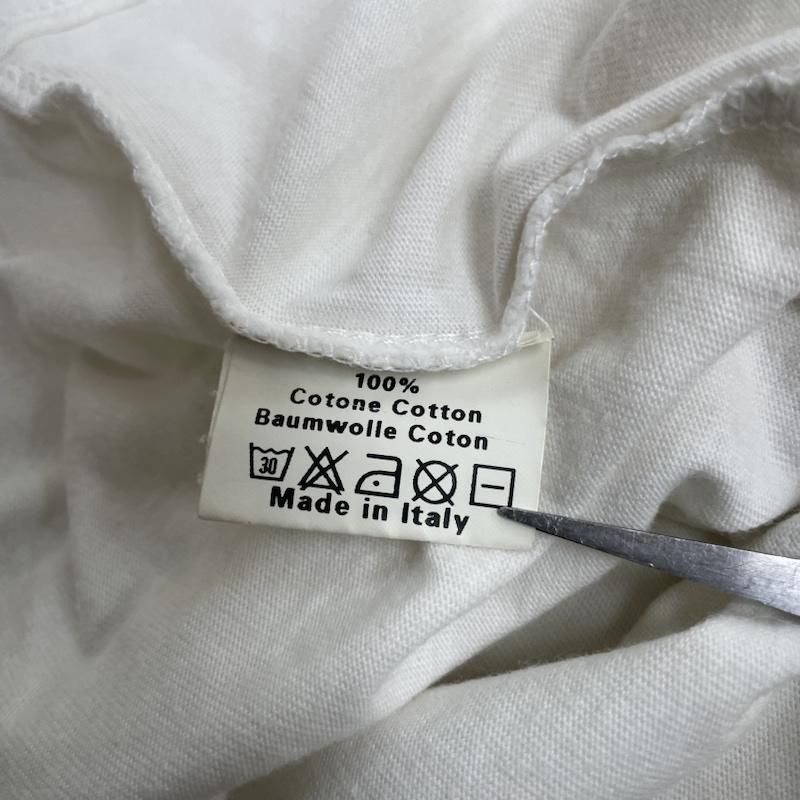 100%
Cotone Cotton
Baumwolle Coton
30
Made in Italy